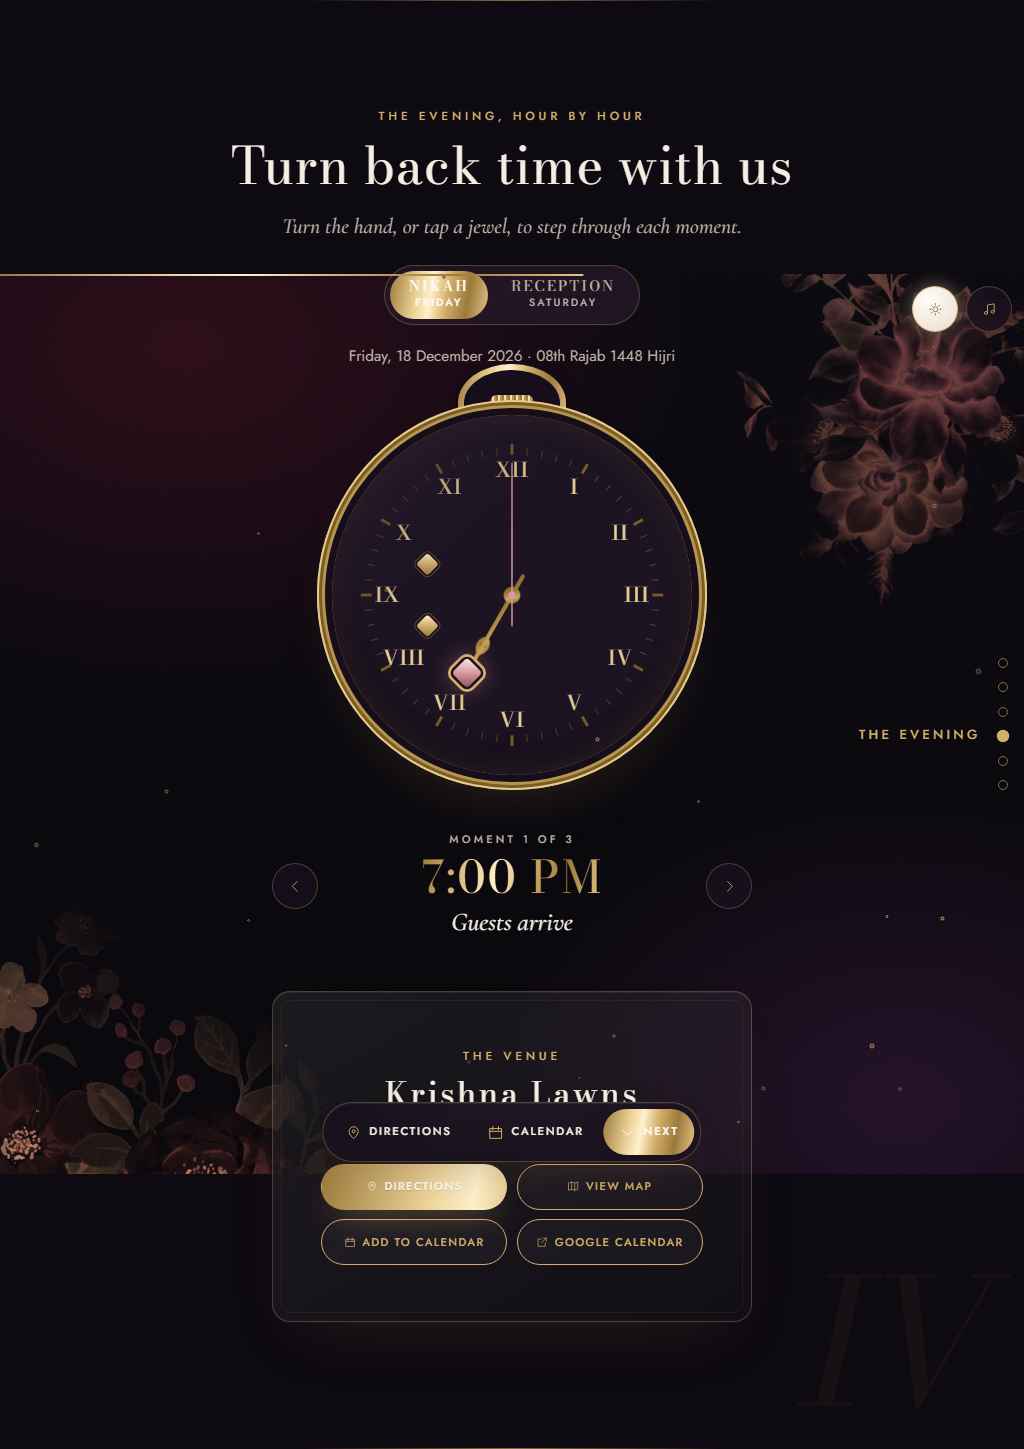 THE EVENING, HOUR BY HOUR
Turn back time with us
Turn the hand, or tap a jewel, to step through each moment.
NIKAH
FRIDAY
RECEPTION
SATURDAY
Friday, 18 December 2026 · 08th Rajab 1448 Hijri
XII
I
II
III
IV
V
VI
VII
VIII
IX
X
XI
THE EVENING
MOMENT 1 OF 3
7:00 PM
Guests arrive
THE VENUE
Krishna Lawns
DIRECTIONS
CALENDAR
NEXT
DIRECTIONS
VIEW MAP
ADD TO CALENDAR
GOOGLE CALENDAR
IV